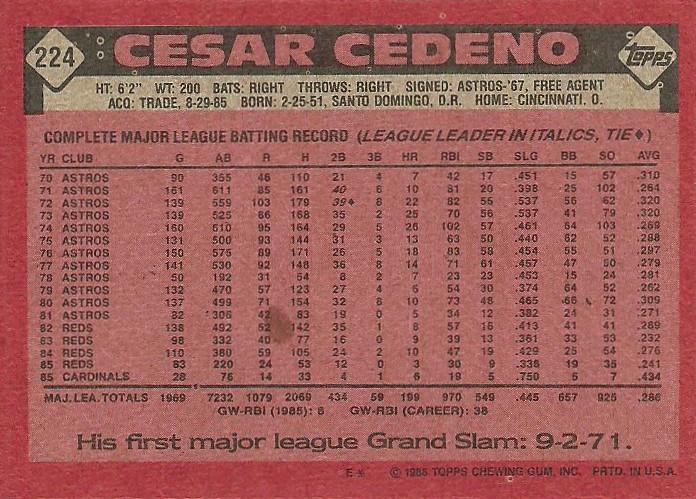 224 CESAR CEDENO topps
HT: 6'2" WT: 200 BATS: RIGHT THROWS: RIGHT SIGNED: ASTROS-'67, FREE AGENT
ACQ: TRADE, 8-29-85 BORN: 2-25-51, SANTO DOMINGO, D.R. HOME: CINCINNATI, O.
COMPLETE MAJOR LEAGUE BATTING RECORD (LEAGUE LEADER IN ITALICS, TIE♦)
YR CLUB G AB R H 2B 3B HR RBI SB SLG BB SO AVG
70 ASTROS 90 355 46 110 21 4 7 42 17 .451 15 57 .310
71 ASTROS 161 611 85 161 40 6 10 81 20 .398 25 102 .264
72 ASTROS 139 559 103 179 39♦ 8 22 82 55 .537 56 62 .320
73 ASTROS 139 525 86 168 35 2 25 70 56 .537 41 79 .320
74 ASTROS 160 610 95 164 29 5 26 102 57 .461 64 103 .269
75 ASTROS 131 500 93 144 31 3 13 63 50 .440 62 52 .288
76 ASTROS 150 575 89 171 26 5 18 83 58 .454 55 51 .297
77 ASTROS 141 530 92 148 36 8 14 71 61 .457 47 50 .279
78 ASTROS 50 192 31 54 8 2 7 23 23 .453 15 24 .281
79 ASTROS 132 470 57 123 27 4 6 54 30 .374 64 52 .262
80 ASTROS 137 499 71 154 32 8 10 73 48 .465 66 72 .309
81 ASTROS 82 306 42 83 19 0 5 34 12 .382 24 31 .271
82 REDS 138 492 52 142 35 1 8 57 16 .413 41 41 .289
83 REDS 98 332 40 77 16 0 9 39 13 .361 33 53 .232
84 REDS 110 380 59 105 24 2 10 47 19 .429 25 54 .276
85 REDS 83 220 24 53 12 0 3 30 9 .336 19 35 .241
85 CARDINALS 28 76 14 33 4 1 6 19 5 .750 5 7 .434
MAJ. LEA. TOTALS 1969 7232 1079 2069 434 59 199 970 549 .445 657 925 .286
GW-RBI (1985): 6 GW-RBI (CAREER): 38
His first major league Grand Slam: 9-2-71.
E* © 1986 TOPPS CHEWING GUM, INC. PRTD. IN U.S.A.